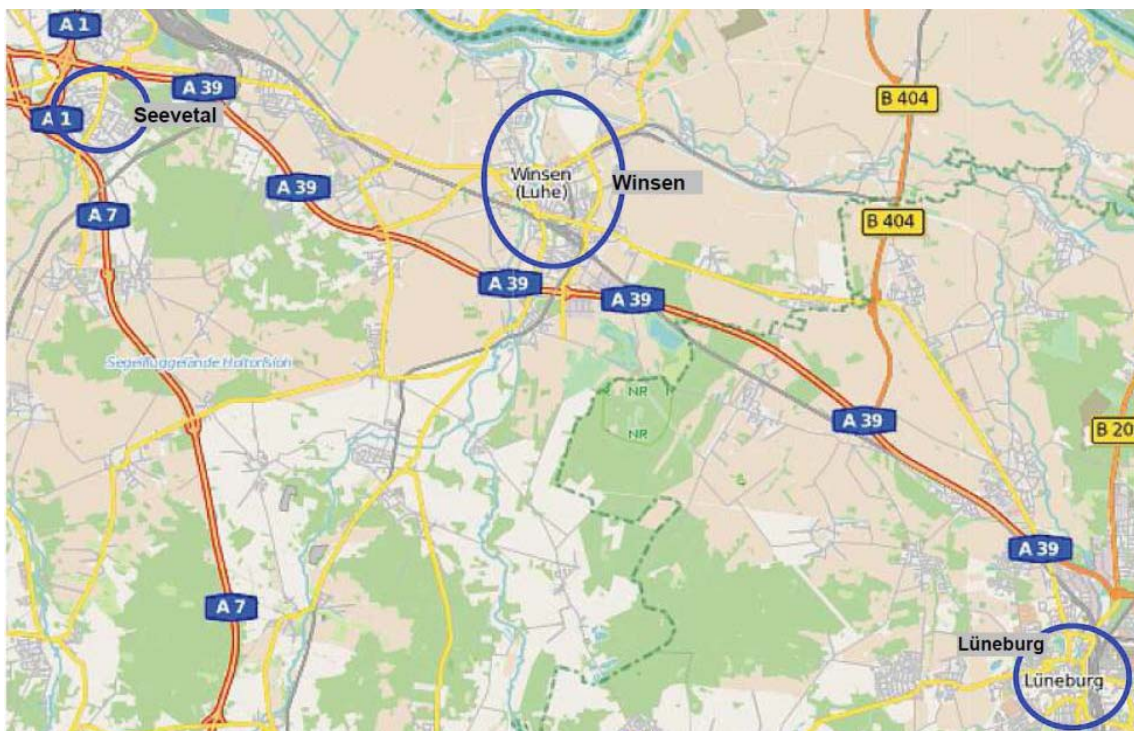 A 1
A 39
A 1
Seevetal
B 404
A 39
Winsen
(Luhe)
Winsen
A 7
B 404
A 39
A 39
NR
NR
A 39
B 20
A 39
A 7
Lüneburg
Lüneburg